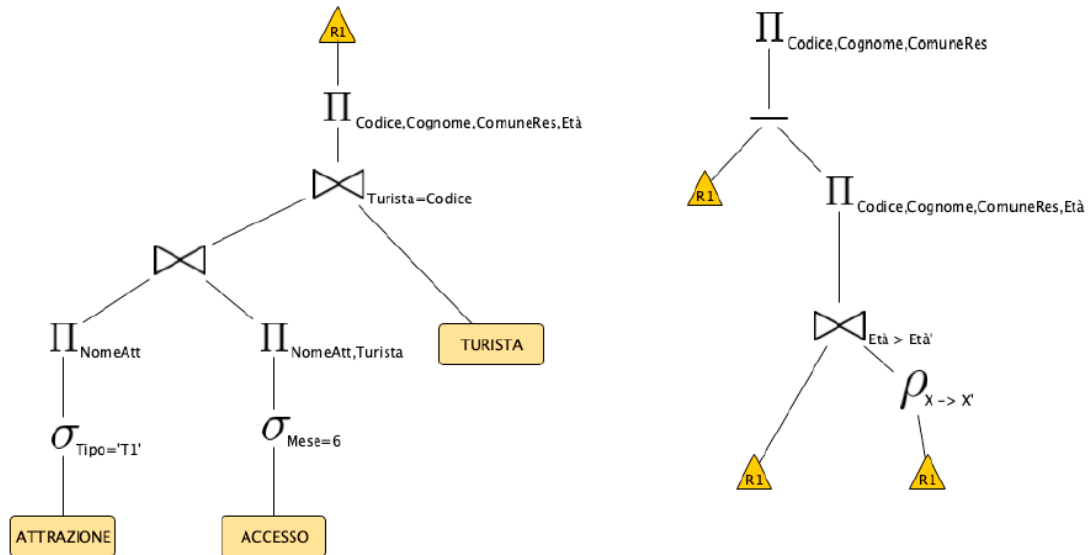 R1
Π Codice,Cognome,ComuneRes,Età
⋈ Turista=Codice
⋈
Π NomeAtt
Π NomeAtt,Turista
TURISTA
σ Tipo='T1'
σ Mese=6
ATTRAZIONE
ACCESSO
Π Codice,Cognome,ComuneRes
—
R1
Π Codice,Cognome,ComuneRes,Età
⋈ Età > Età'
ρ X -> X'
R1
R1